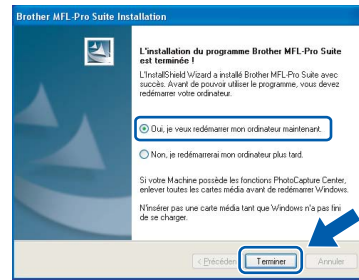 Brother MFL-Pro Suite Installation
L'installation du programme Brother MFL-Pro Suite
est terminée !
L'InstallShield Wizard a installé Brother MFL-Pro Suite avec
succès. Avant de pouvoir utiliser le programme, vous devez
redémarrer votre ordinateur.
Oui, je veux redémarrer mon ordinateur maintenant.
Non, je redémarrerai mon ordinateur plus tard.
Si votre Machine possède les fonctions PhotoCapture Center,
enlever toutes les cartes média avant de redémarrer Windows.
N'insérer pas une carte média tant que Windows n'a pas fini
de se charger.
< Précéden Terminer Annuler